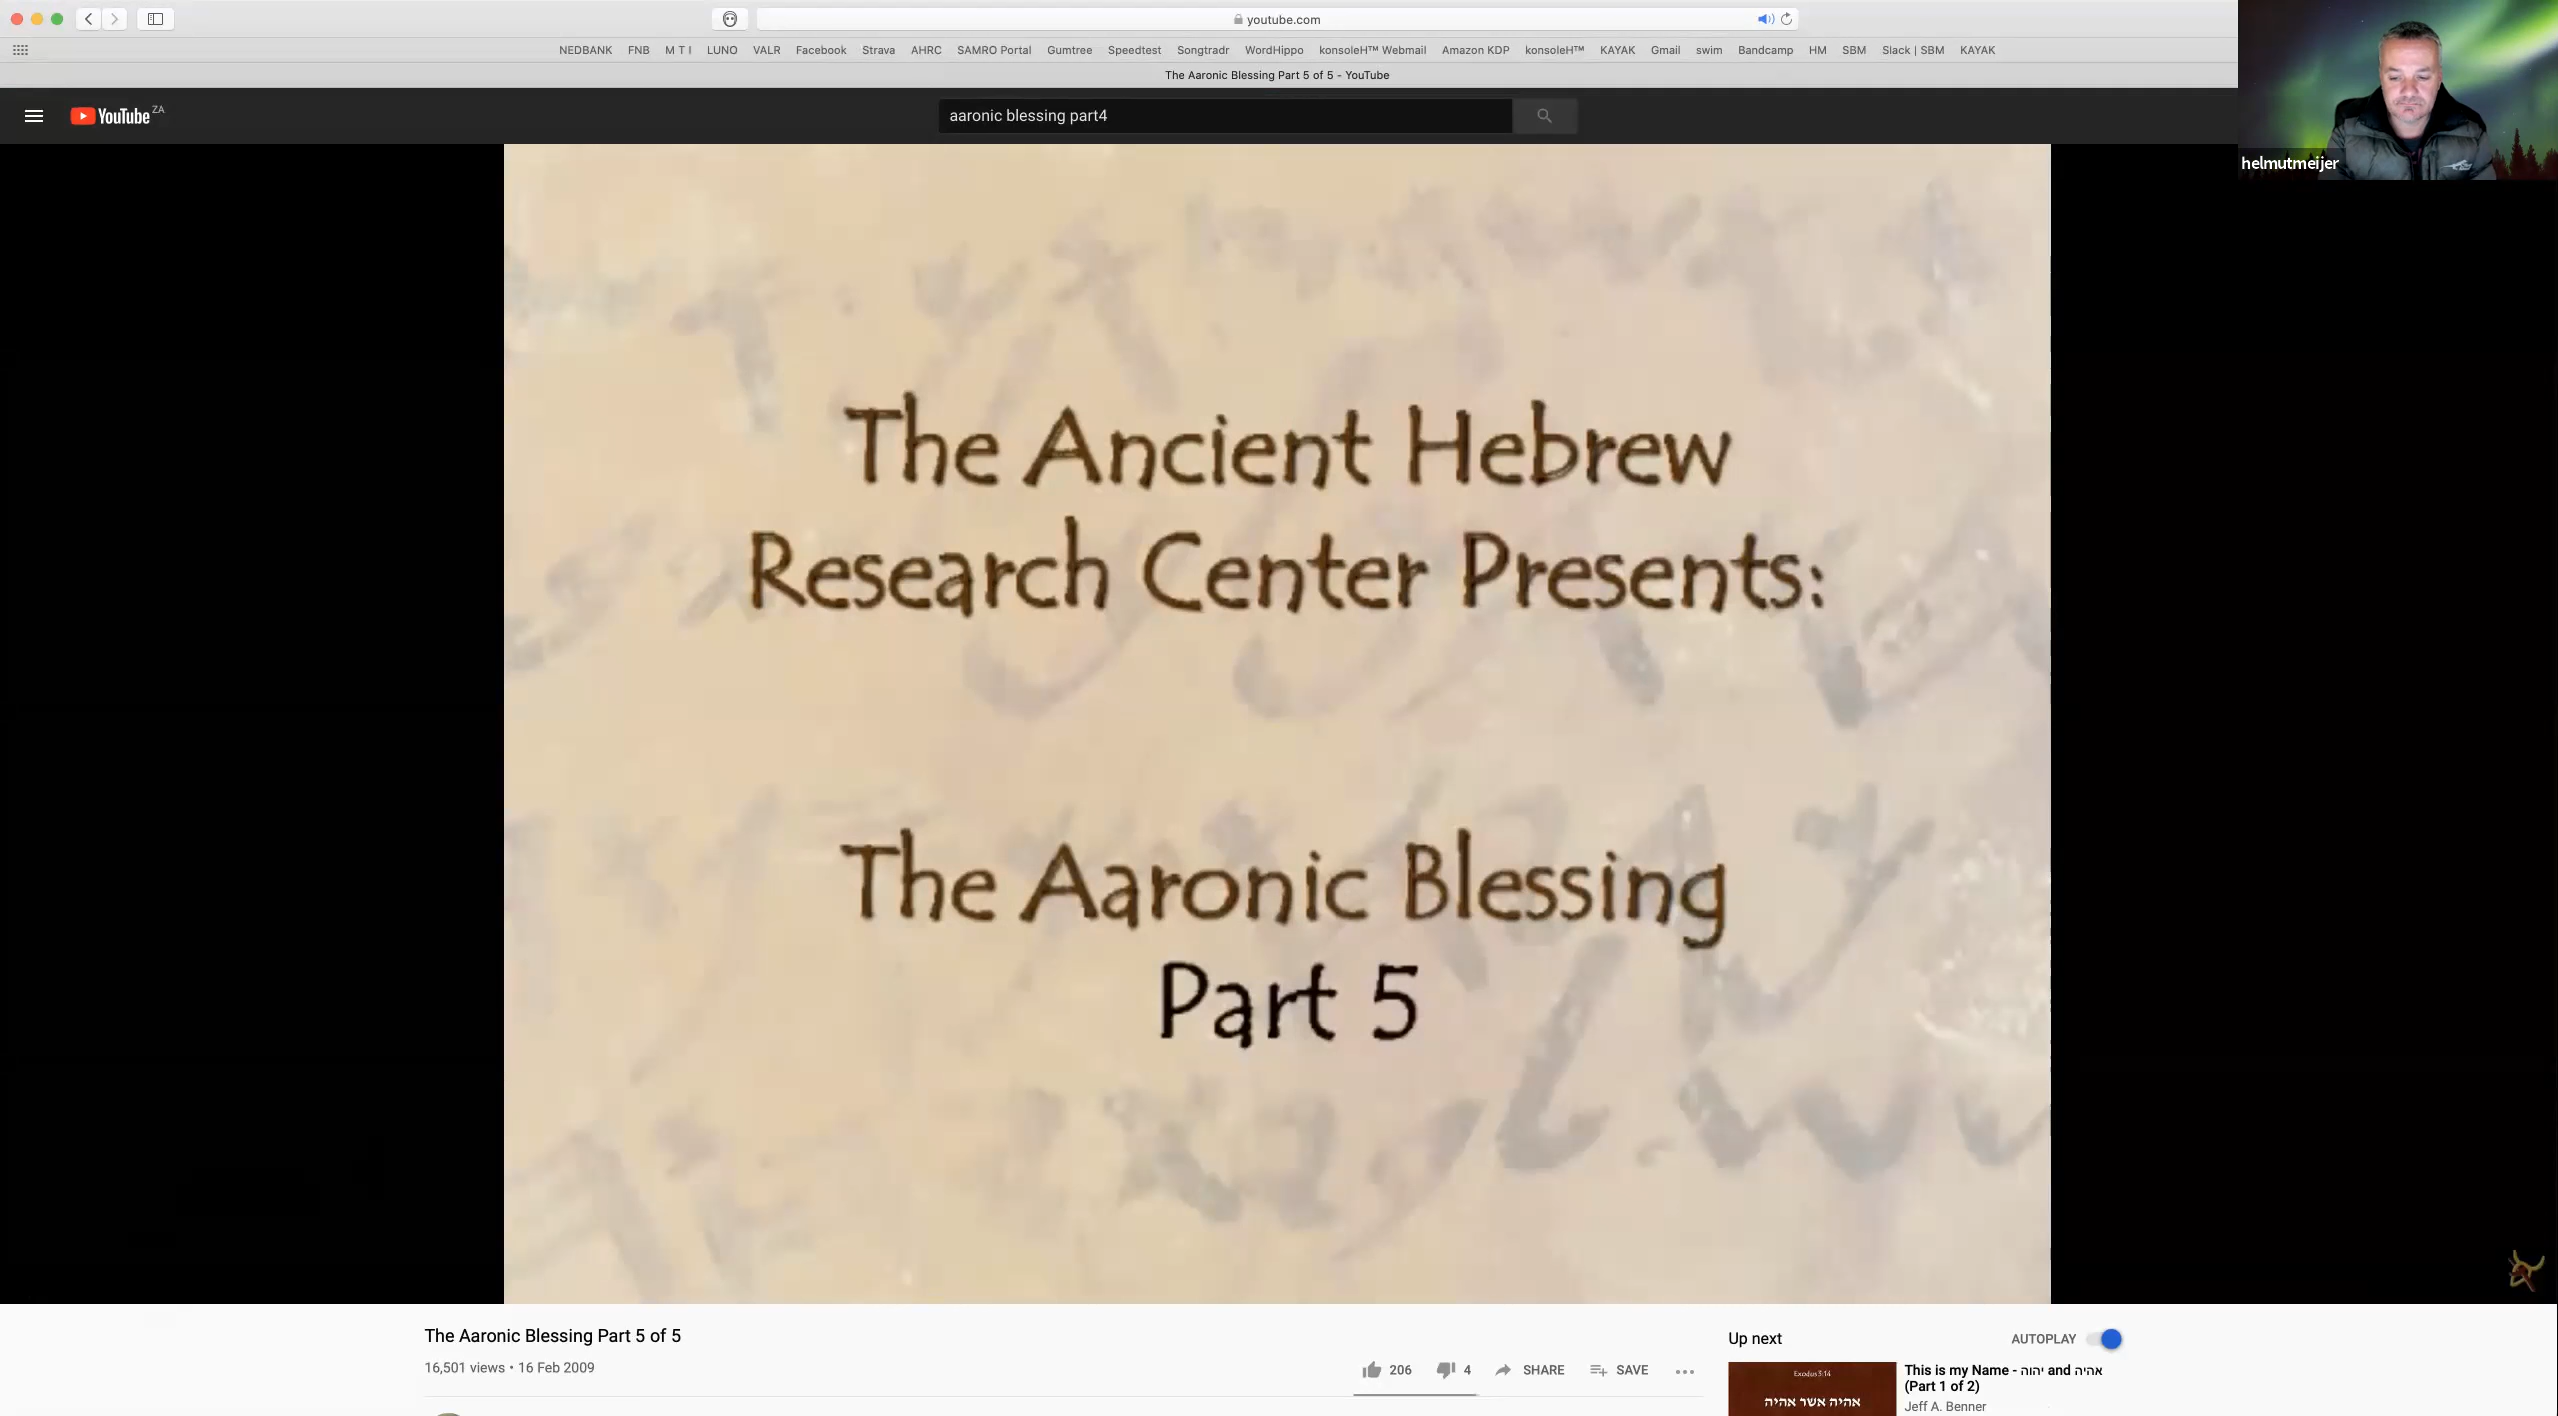 youtube.com
NEDBANK FNB M T I LUNO VALR Facebook Strava AHRC SAMRO Portal Gumtree Speedtest Songtradr WordHippo konsoleH™ Webmail Amazon KDP konsoleH™ KAYAK Gmail swim Bandcamp HM SBM Slack | SBM KAYAK
The Aaronic Blessing Part 5 of 5 - YouTube
YouTube ZA
aaronic blessing part4
helmutmeijer
The Ancient Hebrew
Research Center Presents:
The Aaronic Blessing
Part 5
The Aaronic Blessing Part 5 of 5
16,501 views • 16 Feb 2009
206 4 SHARE SAVE
Up next AUTOPLAY
Exodus 3:14
אהיה אשר אהיה
This is my Name - יהוה and אהיה
(Part 1 of 2)
Jeff A. Benner